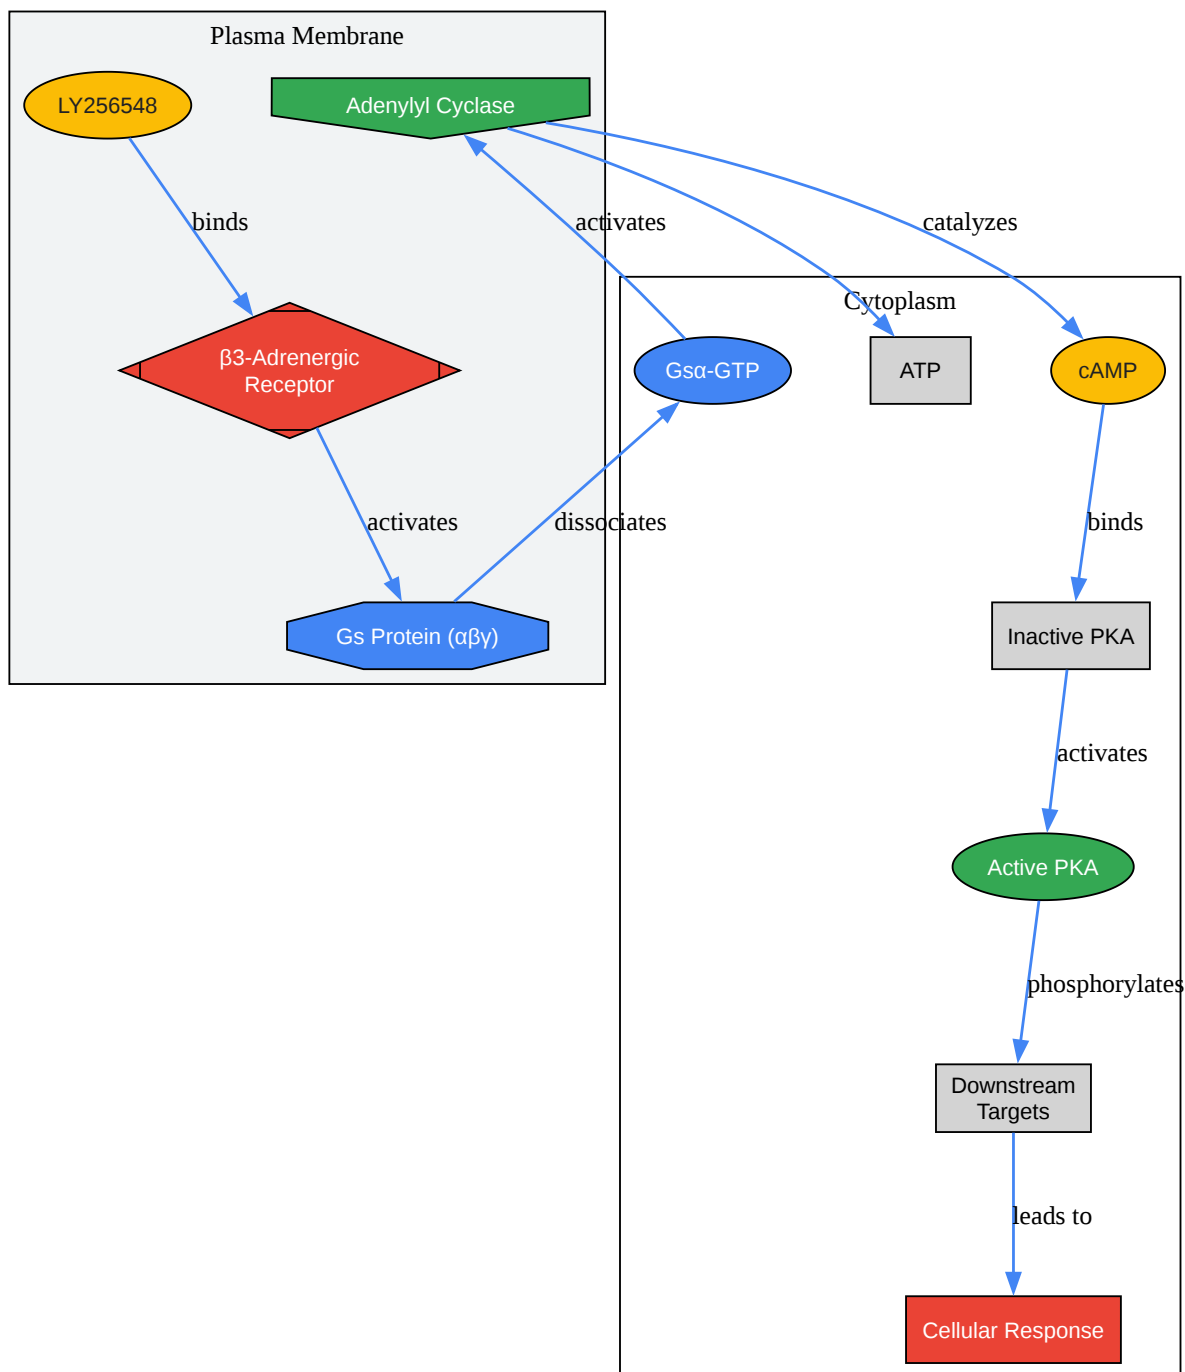 Plasma Membrane
LY256548
Adenylyl Cyclase
binds
activates
catalyzes
Cytoplasm
β3-Adrenergic
Receptor
Gsα-GTP
ATP
cAMP
activates
dissociates
binds
Gs Protein (αβγ)
Inactive PKA
activates
Active PKA
phosphorylates
Downstream
Targets
leads to
Cellular Response